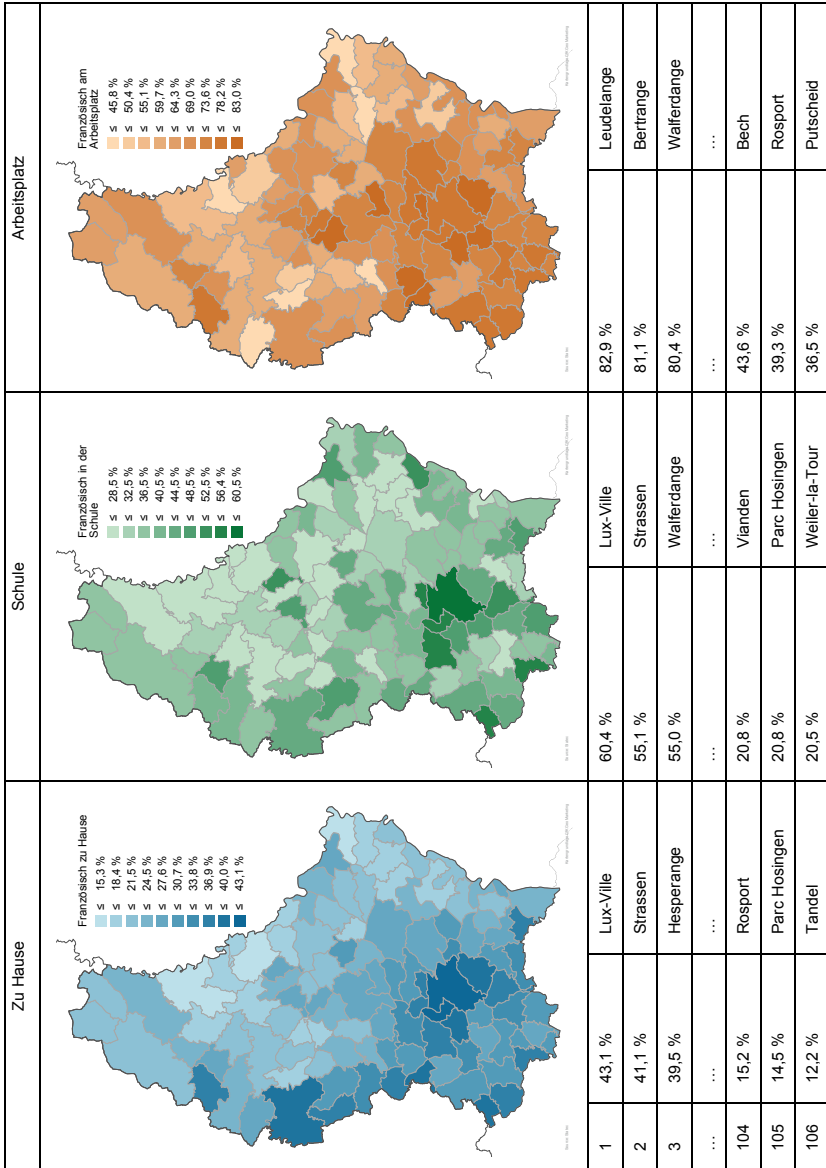 Zu Hause
Schule
Arbeitsplatz
Französisch zu Hause
≤ 15,3 %
≤ 18,4 %
≤ 21,5 %
≤ 24,5 %
≤ 27,6 %
≤ 30,7 %
≤ 33,8 %
≤ 36,9 %
≤ 40,0 %
≤ 43,1 %
Französisch in der
Schule
≤ 28,5 %
≤ 32,5 %
≤ 36,5 %
≤ 40,5 %
≤ 44,5 %
≤ 48,5 %
≤ 52,5 %
≤ 56,4 %
≤ 60,5 %
Französisch am
Arbeitsplatz
≤ 45,8 %
≤ 50,4 %
≤ 55,1 %
≤ 59,7 %
≤ 64,3 %
≤ 69,0 %
≤ 73,6 %
≤ 78,2 %
≤ 83,0 %
1 43,1 % Lux-Ville 60,4 % Lux-Ville 82,9 % Leudelange
2 41,1 % Strassen 55,1 % Strassen 81,1 % Bertrange
3 39,5 % Hesperange 55,0 % Walferdange 80,4 % Walferdange
… … … … … … …
104 15,2 % Rosport 20,8 % Vianden 43,6 % Bech
105 14,5 % Parc Hosingen 20,8 % Parc Hosingen 39,3 % Rosport
106 12,2 % Tandel 20,5 % Weiler-la-Tour 36,5 % Putscheid